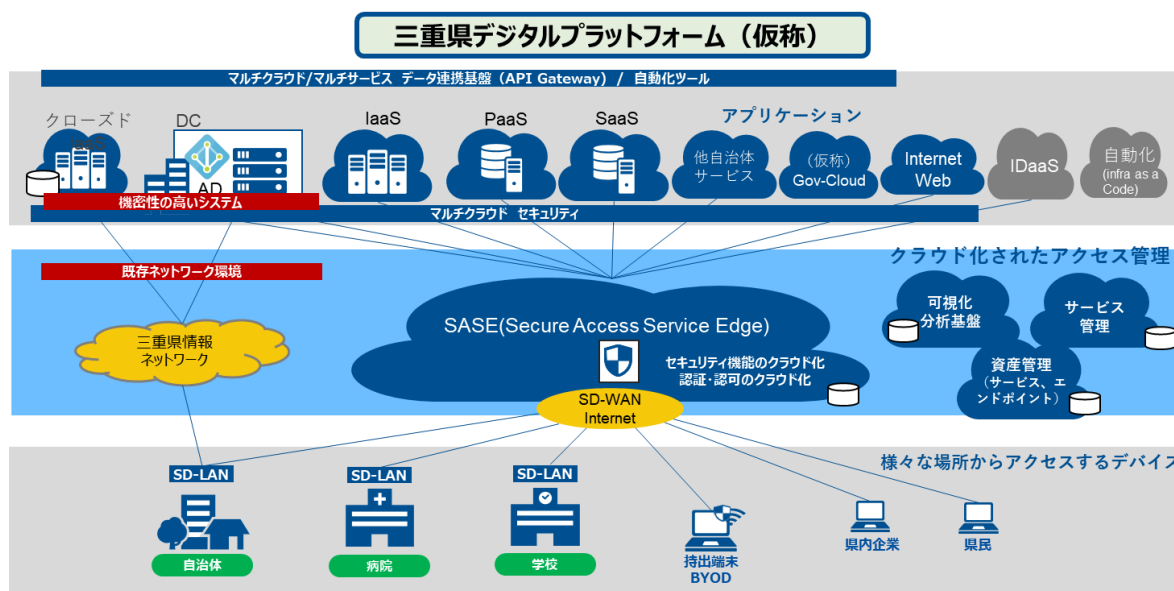 三重県デジタルプラットフォーム（仮称）
マルチクラウド/マルチサービス データ連携基盤（API Gateway） / 自動化ツール
クローズド
DC
AD
機密性の高いシステム
IaaS
PaaS
SaaS
アプリケーション
他自治体
サービス
（仮称）
Gov-Cloud
Internet
Web
IDaaS
自動化
(infra as a
Code)
マルチクラウド セキュリティ
既存ネットワーク環境
クラウド化されたアクセス管理
三重県情報
ネットワーク
SASE(Secure Access Service Edge)
セキュリティ機能のクラウド化
認証・認可のクラウド化
可視化
分析基盤
サービス
管理
資産管理
（サービス、エ
ンドポイント）
SD-WAN
Internet
様々な場所からアクセスするデバイス
SD-LAN
自治体
SD-LAN
病院
SD-LAN
学校
持出端末
BYOD
県内企業
県民